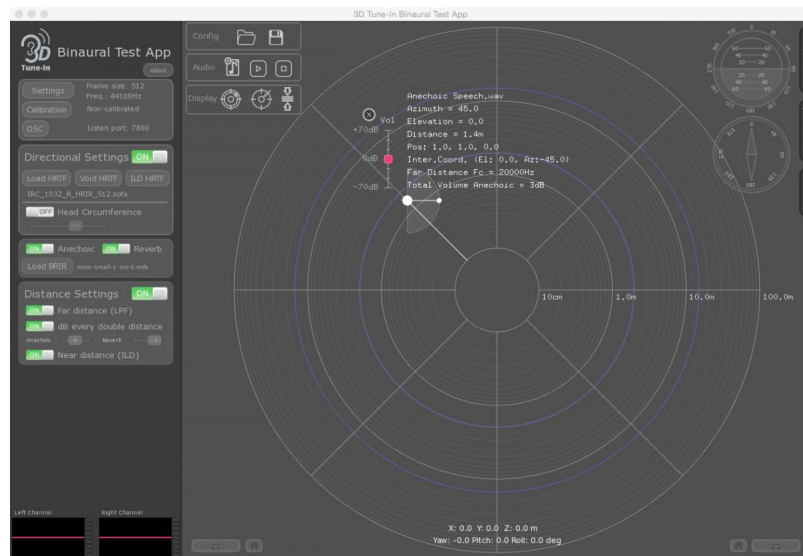 3D Tune-In Binaural Test App
3D
Tune-In
Binaural Test App
About
Settings
Frame size: 512
Freq.: 44100Hz
Calibration
Non-calibrated
OSC
Listen port: 7800
Directional Settings ON
Load HRTF
Void HRTF
ILD HRTF
IRC_1032_R_HRIR_512.sofa
OFF Head Circumference
ON Anechoic ON Reverb
Load BRIR
ON
Distance Settings ON
ON Far distance (LPF)
ON dB every double distance
Anechoic
Reverb
ON Near distance (ILD)
Left Channel
Right Channel
Config
Audio
Display
Vol
+70dB
0dB
-70dB
Anechoic Speech.wav
Azimuth = 45.0
Elevation = 0.0
Distance = 1.4m
Pos: 1.0, 1.0, 0.0
Inter.Coord. (El: 0.0, Az:-45.0)
Far Distance Fc = 20000Hz
Total Volume Anechoic = 3dB
10cm
1.0m
10.0m
100.0m
X: 0.0 Y: 0.0 Z: 0.0 m
Yaw: -0.0 Pitch: 0.0 Roll: 0.0 deg